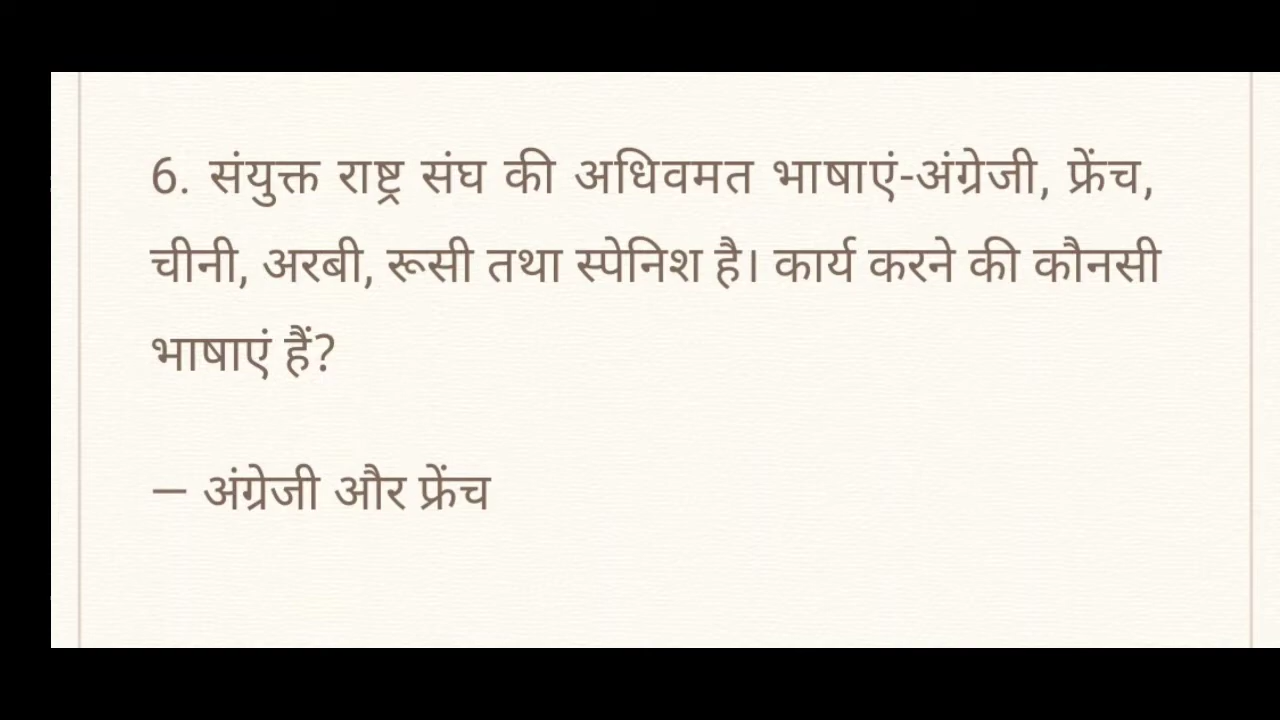 6. संयुक्त राष्ट्र संघ की अधिवमत भाषाएं-अंग्रेजी, फ्रेंच,
चीनी, अरबी, रूसी तथा स्पेनिश है। कार्य करने की कौनसी
भाषाएं हैं?
– अंग्रेजी और फ्रेंच